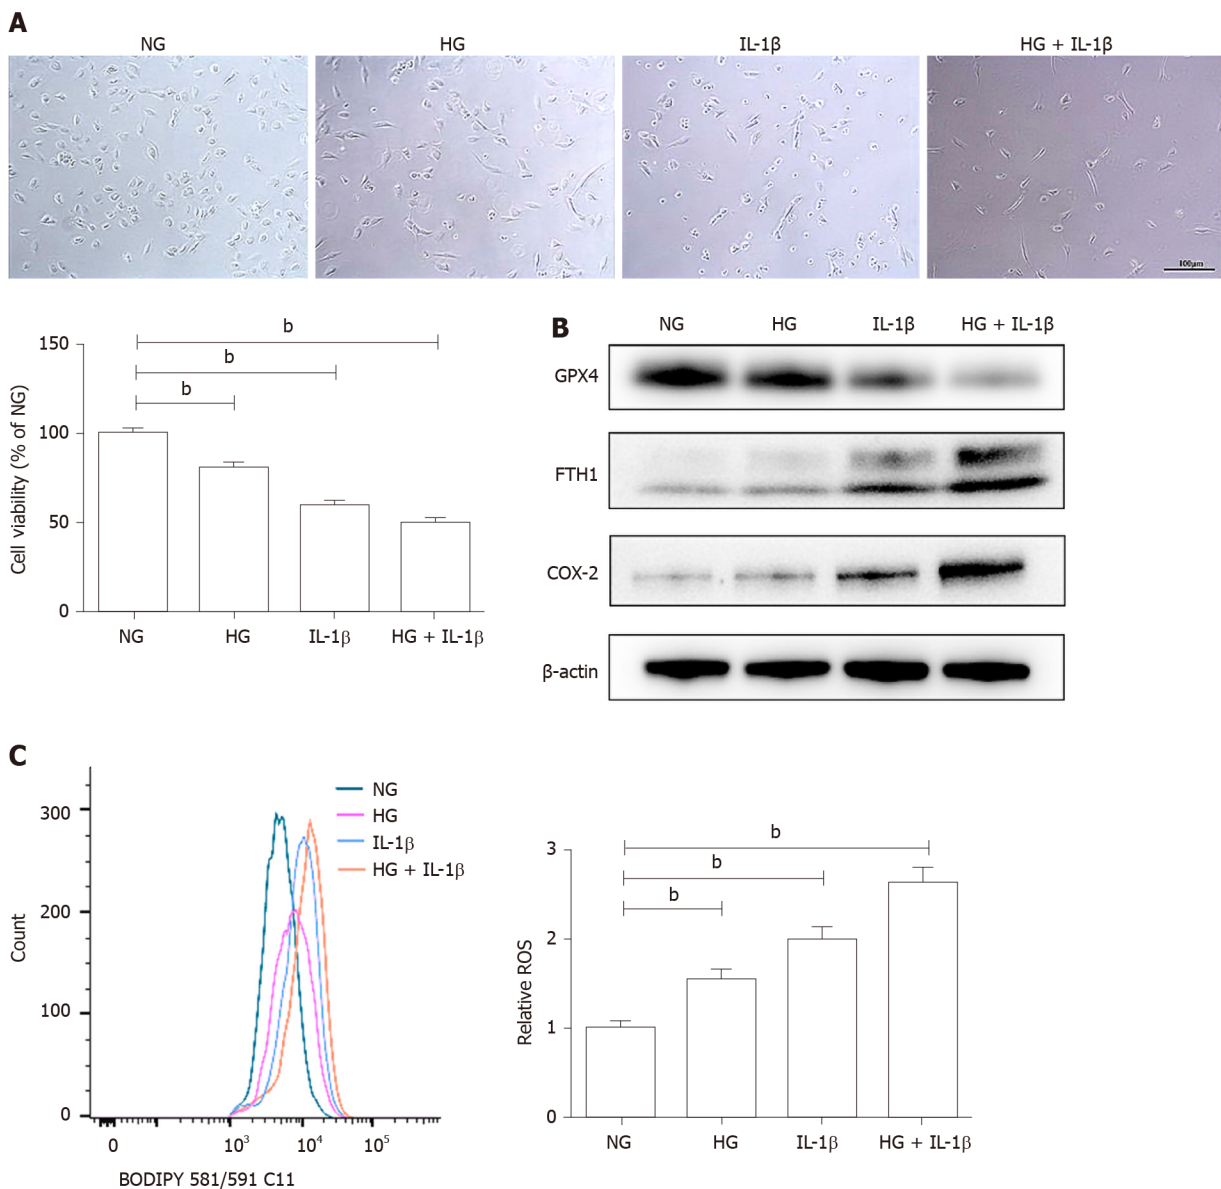 A
NG HG IL-1β HG + IL-1β
100μm
b
b
b
150
100
50
0
Cell viability (% of NG)
NG HG IL-1β HG + IL-1β
B
NG HG IL-1β HG + IL-1β
GPX4
FTH1
COX-2
β-actin
C
300
200
100
0
Count
0 10³ 10⁴ 10⁵
BODIPY 581/591 C11
NG
HG
IL-1β
HG + IL-1β
b
b
b
3
2
1
0
Relative ROS
NG HG IL-1β HG + IL-1β